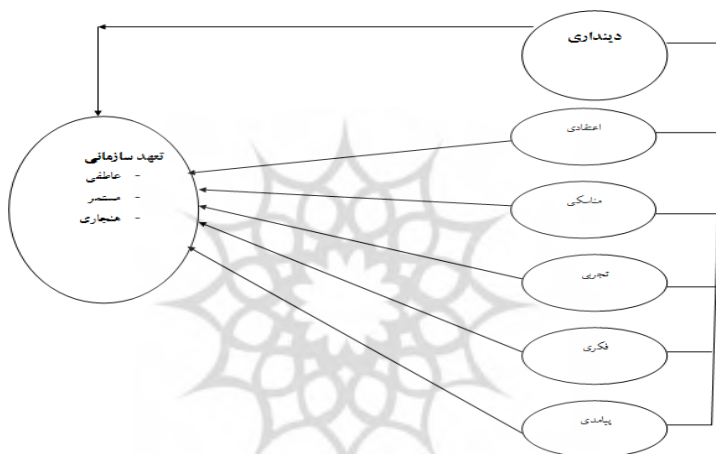 دینداری
اعتقادی
مناسکی
تجربی
فکری
پیامدی
تعهد سازمانی
- عاطفی
- مستمر
- هنجاری